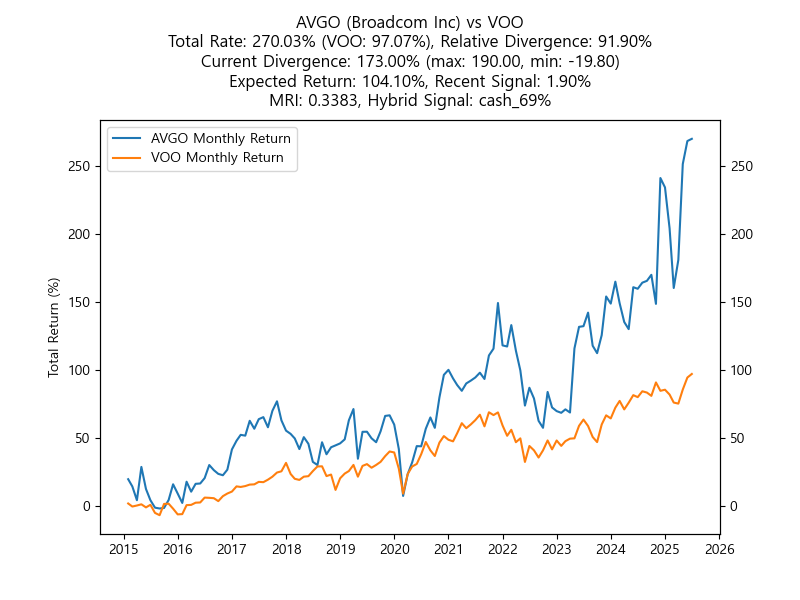 AVGO (Broadcom Inc) vs VOO
Total Rate: 270.03% (VOO: 97.07%), Relative Divergence: 91.90%
Current Divergence: 173.00% (max: 190.00, min: -19.80)
Expected Return: 104.10%, Recent Signal: 1.90%
MRI: 0.3383, Hybrid Signal: cash_69%
AVGO Monthly Return
VOO Monthly Return
Total Return (%)
250 250
200 200
150 150
100 100
50 50
0 0
2015 2016 2017 2018 2019 2020 2021 2022 2023 2024 2025 2026